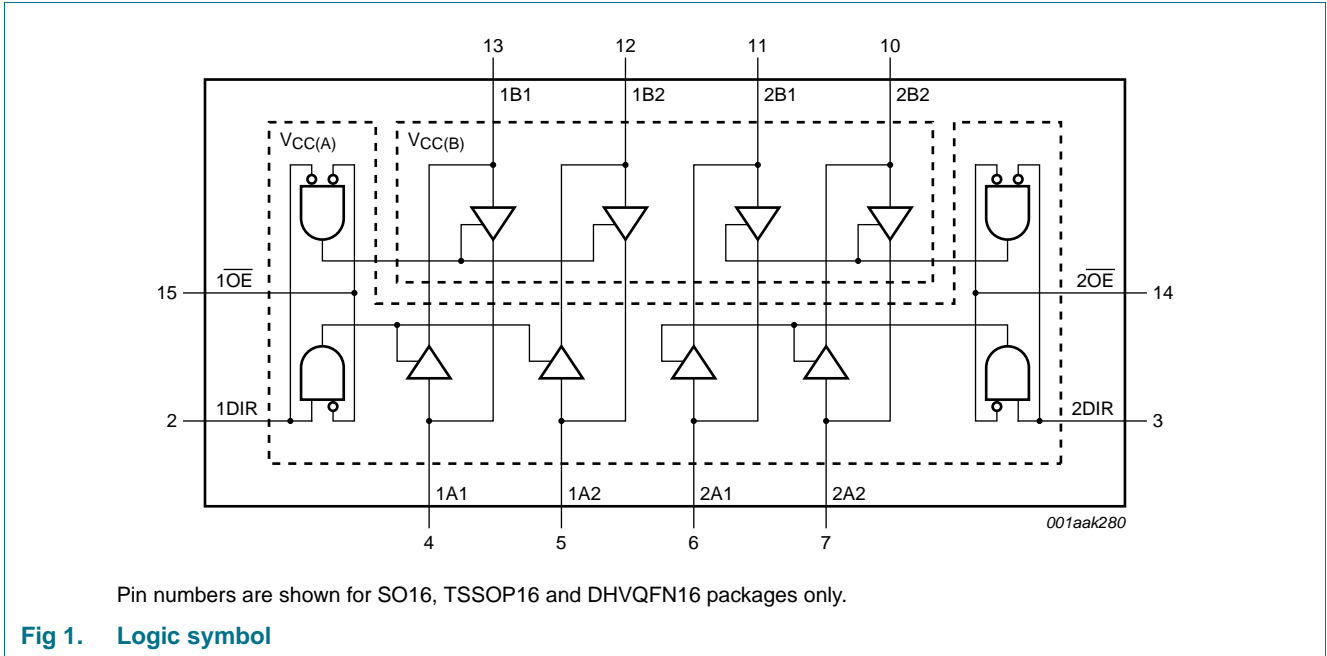 13 12 11 10
1B1 1B2 2B1 2B2
VCC(A) VCC(B)
15 1OE 2OE 14
2 1DIR 2DIR 3
1A1 1A2 2A1 2A2
001aak280
4 5 6 7
Pin numbers are shown for SO16, TSSOP16 and DHVQFN16 packages only.
Fig 1. Logic symbol